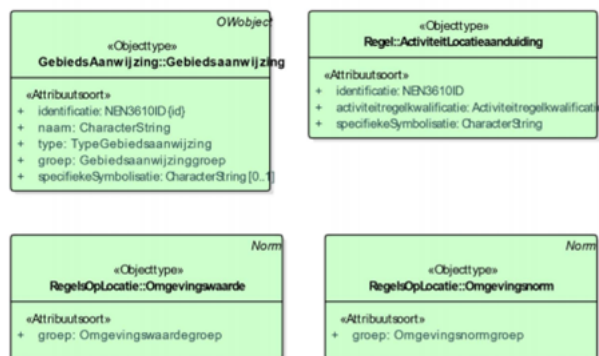 OWobject
«Objecttype»
GebiedsAanwijzing::Gebiedsaanwijzing
«Attribuutsoort»
+ identificatie: NEN3610ID {id}
+ naam: CharacterString
+ type: TypeGebiedsaanwijzing
+ groep: Gebiedsaanwijzinggroep
+ specifiekeSymbolisatie: CharacterString [0..1]
«Objecttype»
Regel::ActiviteitLocatieaanduiding
«Attribuutsoort»
+ identificatie: NEN3610ID
+ activiteitregelkwalificatie: Activiteitregelkwalificati
+ specifiekeSymbolisatie: CharacterString
Norm
«Objecttype»
RegelsOpLocatie::Omgevingswaarde
«Attribuutsoort»
+ groep: Omgevingswaardegroep
Norm
«Objecttype»
RegelsOpLocatie::Omgevingsnorm
«Attribuutsoort»
+ groep: Omgevingsnormgroep